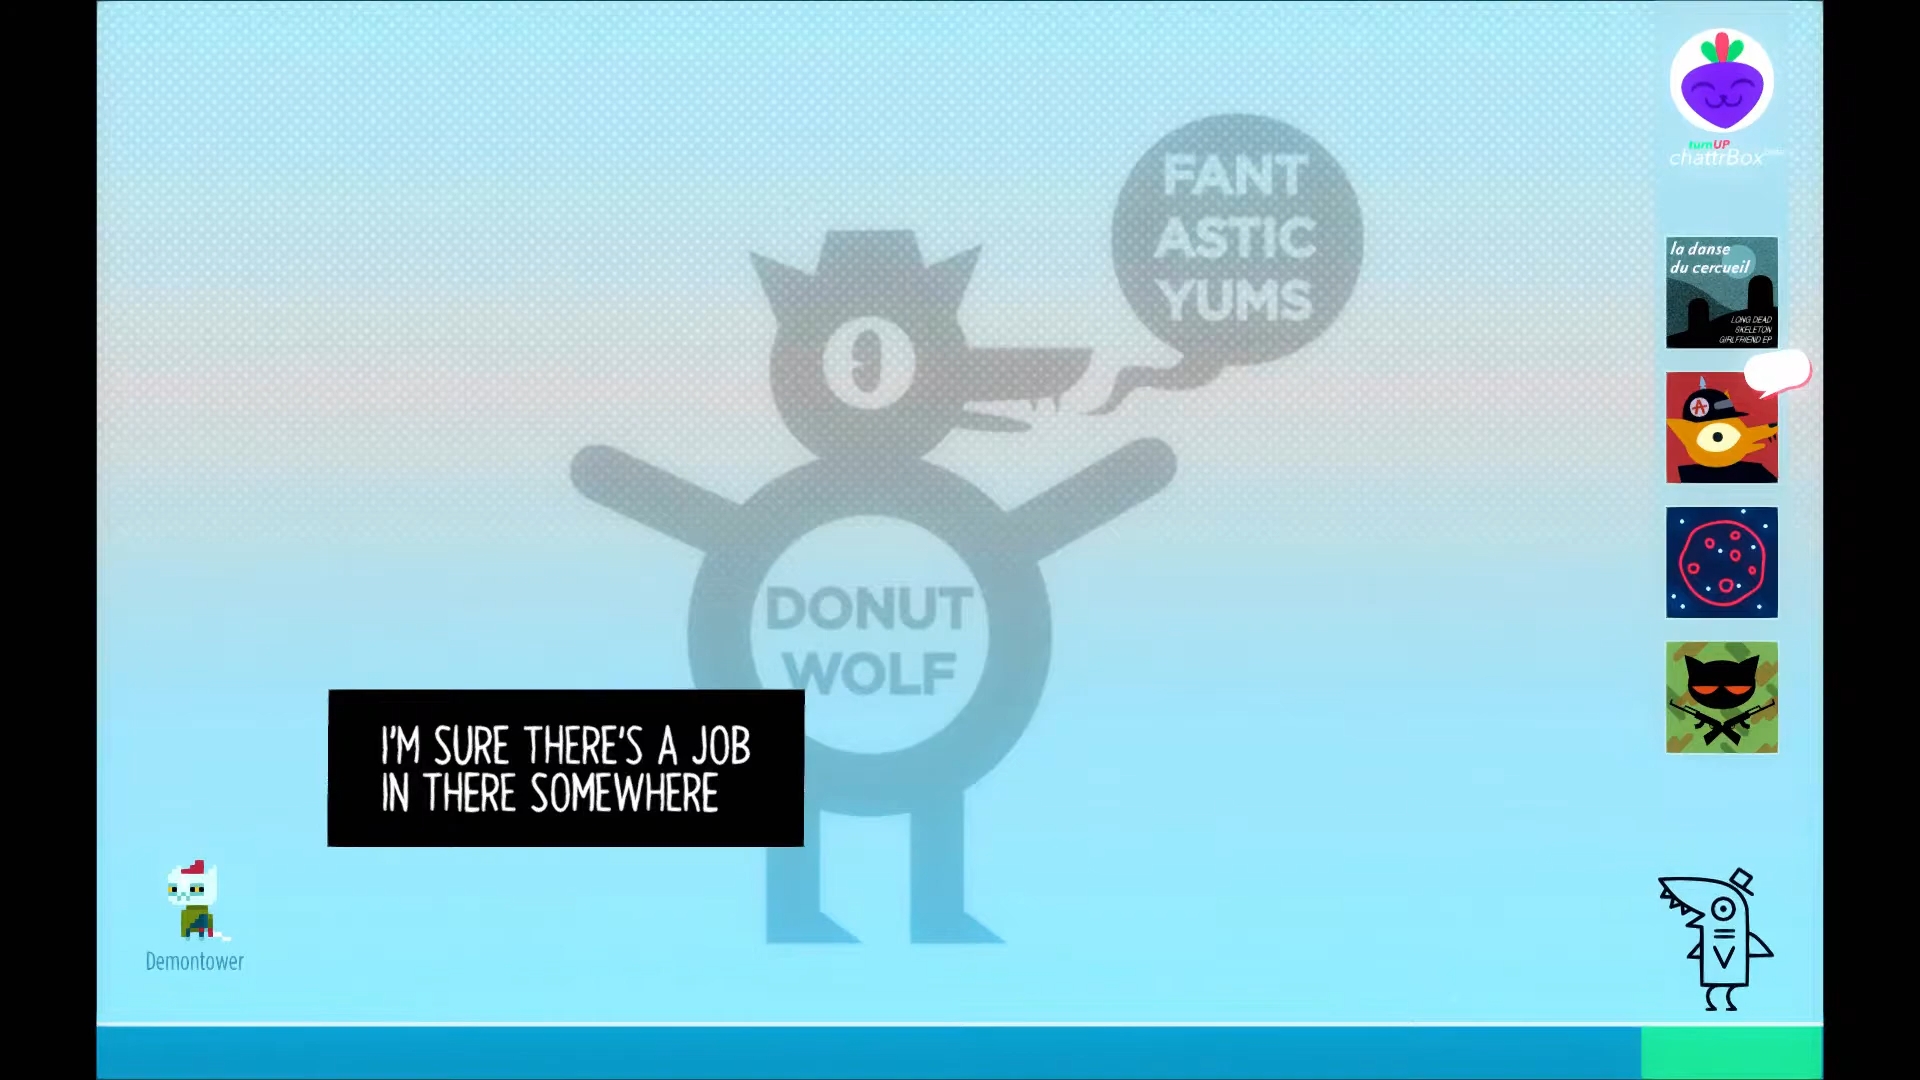 FANT
ASTIC
YUMS
DONUT
WOLF
I'M SURE THERE'S A JOB
IN THERE SOMEWHERE
Demontower
turnUP
chattrBox
la danse
du cercueil
LONG DEAD
SKELETON
GIRLFRIEND EP
A